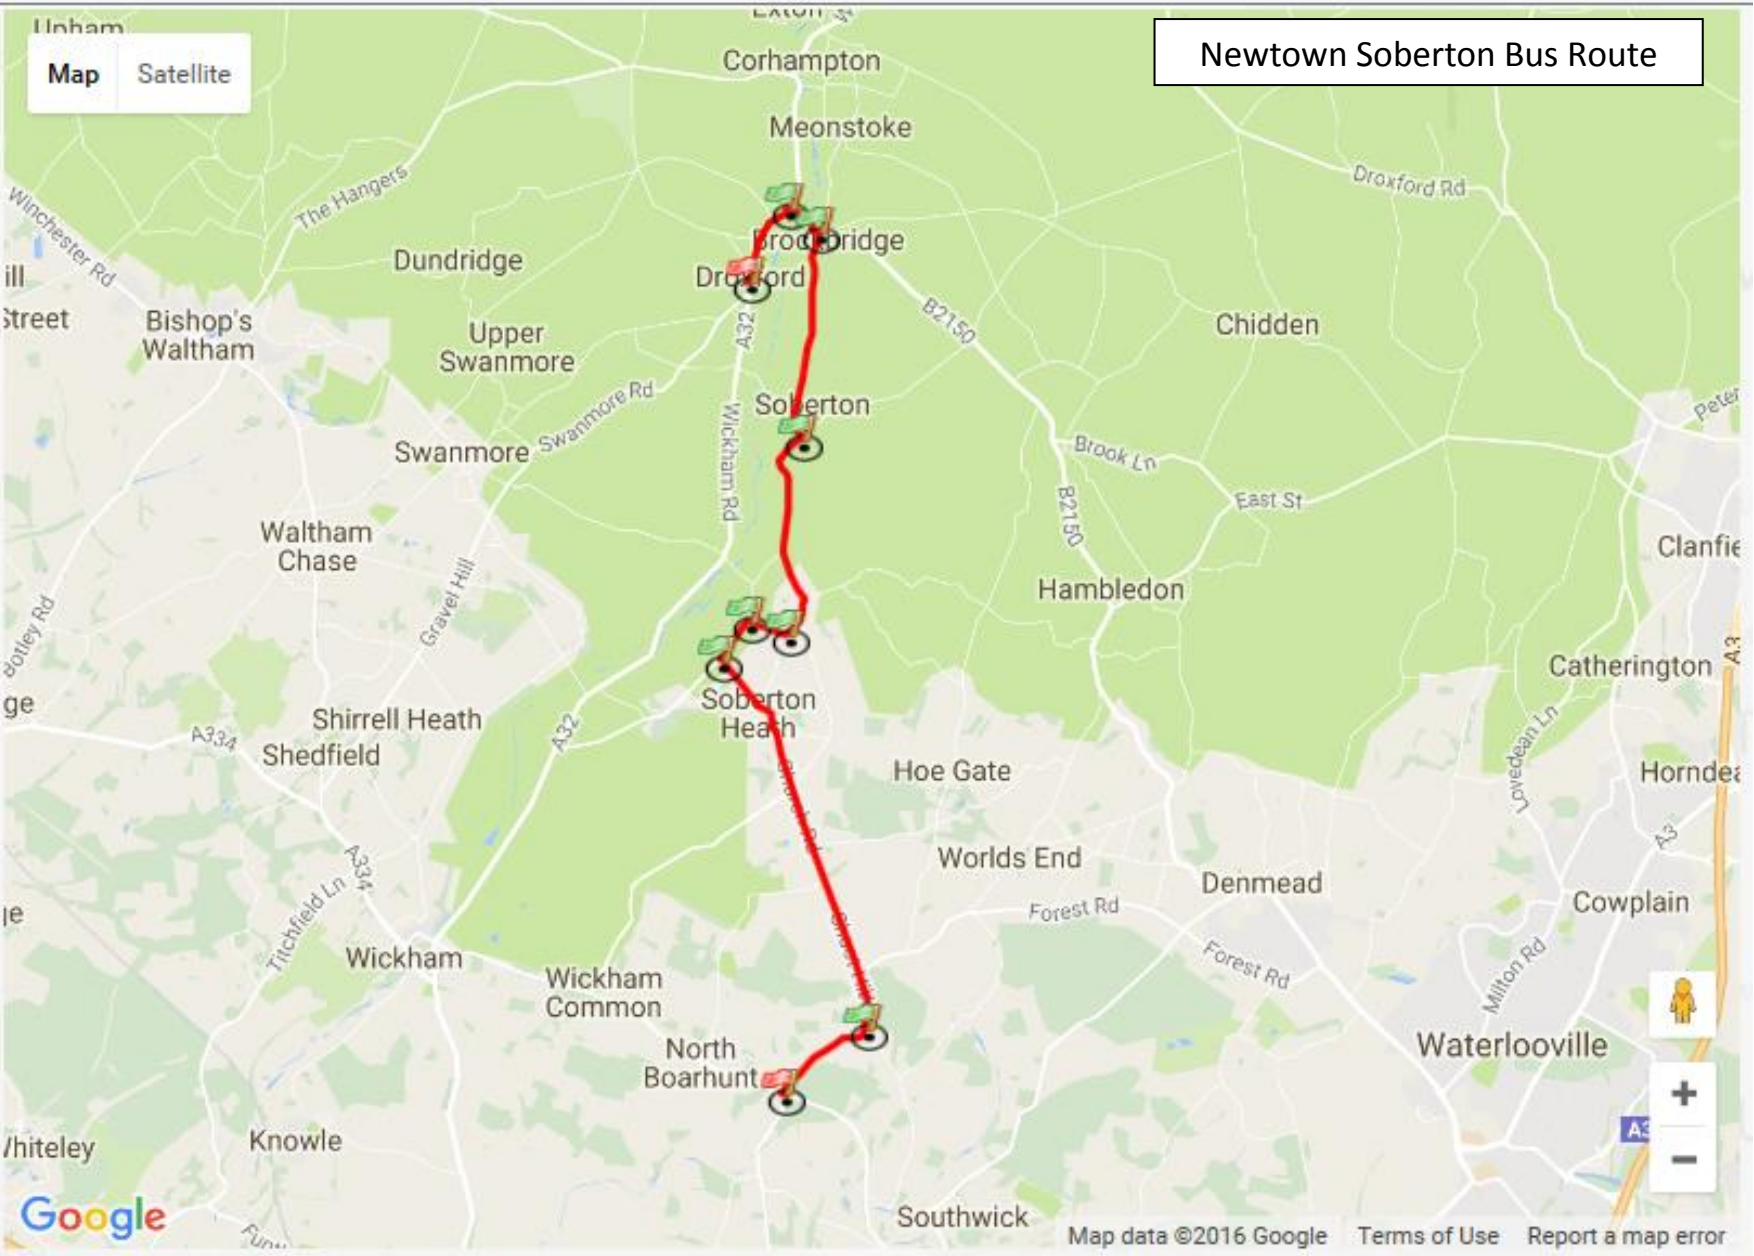 Upham
Exton
Newtown Soberton Bus Route
Map
Satellite
Corhampton
Meonstoke
Droxford Rd
The Hangers
Winchester Rd
Brockbridge
Dundridge
Droxford
ill
Street
Bishop's
Waltham
Upper
Swanmore
A32
B2150
Chidden
Swanmore Rd
Soberton
Peter
Swanmore
Wickham Rd
Brook Ln
East St
B2150
Waltham
Chase
Clanfie
Gravel Hill
Hambledon
Botley Rd
A3
Catherington
ge
Soberton
Heath
Shirrell Heath
A32
A334
Shedfield
Lovedean Ln
Hoe Gate
Hornde
Church Rd
A3
A334
Worlds End
Denmead
Titchfield Ln
Cowplain
Forest Rd
Wickham
Forest Rd
Milton Rd
Wickham
Common
North
Boarhunt
Waterlooville
Whiteley
Knowle
A3
Google
Southwick
Map data ©2016 Google
Terms of Use
Report a map error